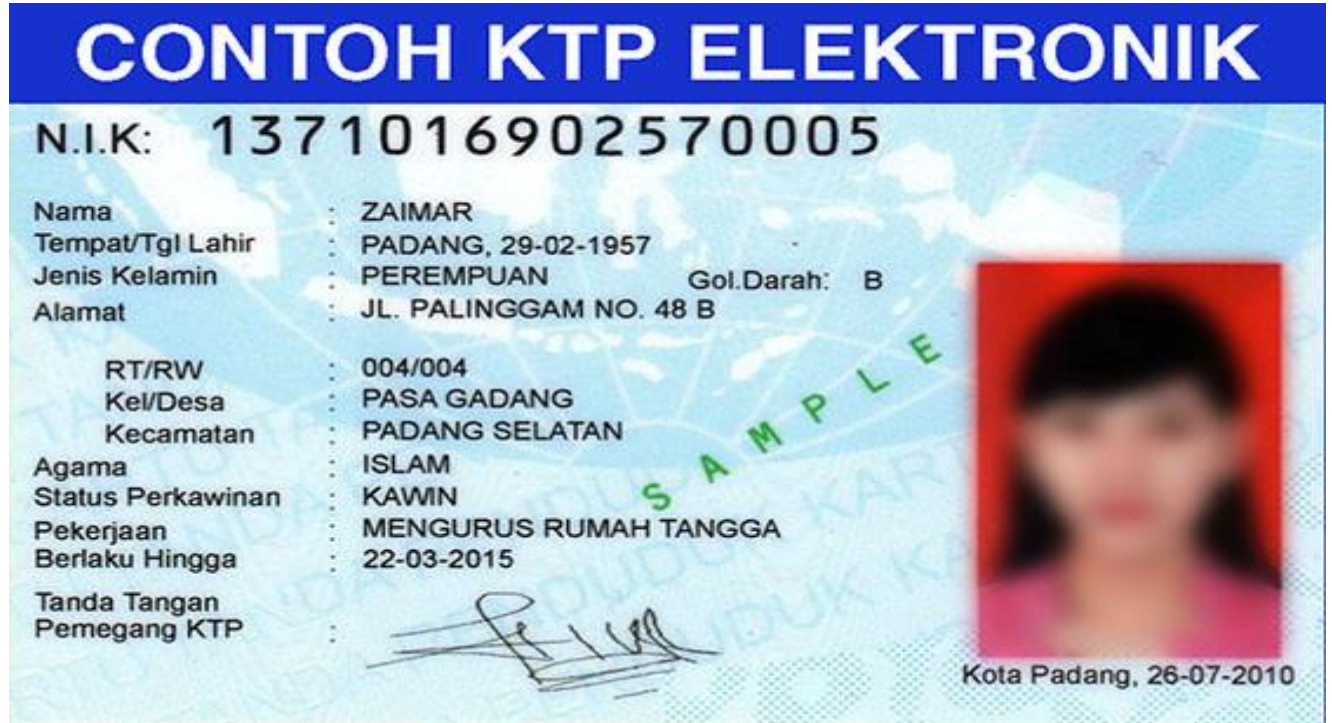 CONTOH KTP ELEKTRONIK
N.I.K: 1371016902570005
Nama : ZAIMAR
Tempat/Tgl Lahir : PADANG, 29-02-1957
Jenis Kelamin : PEREMPUAN Gol.Darah: B
Alamat : JL. PALINGGAM NO. 48 B
RT/RW : 004/004
Kel/Desa : PASA GADANG
Kecamatan : PADANG SELATAN
Agama : ISLAM
Status Perkawinan : KAWIN
Pekerjaan : MENGURUS RUMAH TANGGA
Berlaku Hingga : 22-03-2015
Tanda Tangan
Pemegang KTP :
SAMPLE
Kota Padang, 26-07-2010